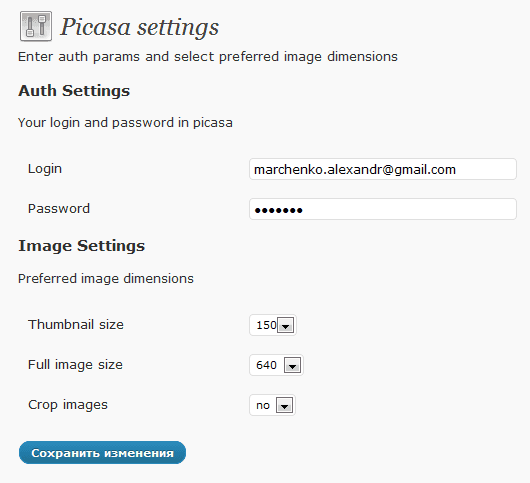 Picasa settings
Enter auth params and select preferred image dimensions
Auth Settings
Your login and password in picasa
Login marchenko.alexandr@gmail.com
Password •••••••
Image Settings
Preferred image dimensions
Thumbnail size 150
Full image size 640
Crop images no
Сохранить изменения